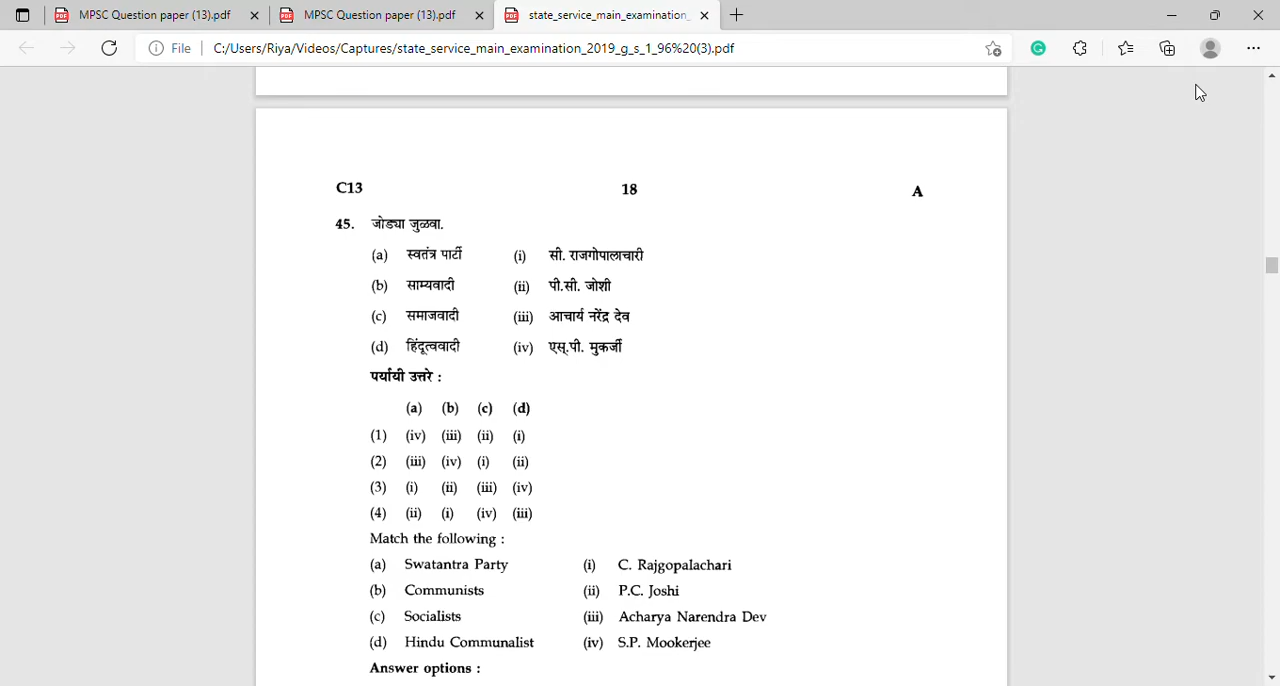 MPSC Question paper (13).pdf
MPSC Question paper (13).pdf
state_service_main_examination_
File C:/Users/Riya/Videos/Captures/state_service_main_examination_2019_g_s_1_96%20(3).pdf
C13 18 A
45. जोड्या जुळवा.
(a) स्वतंत्र पार्टी (i) सी. राजगोपालाचारी
(b) साम्यवादी (ii) पी.सी. जोशी
(c) समाजवादी (iii) आचार्य नरेंद्र देव
(d) हिंदूत्ववादी (iv) एस्.पी. मुकर्जी
पर्यायी उत्तरे :
(a) (b) (c) (d)
(1) (iv) (iii) (ii) (i)
(2) (iii) (iv) (i) (ii)
(3) (i) (ii) (iii) (iv)
(4) (ii) (i) (iv) (iii)
Match the following :
(a) Swatantra Party (i) C. Rajgopalachari
(b) Communists (ii) P.C. Joshi
(c) Socialists (iii) Acharya Narendra Dev
(d) Hindu Communalist (iv) S.P. Mookerjee
Answer options :